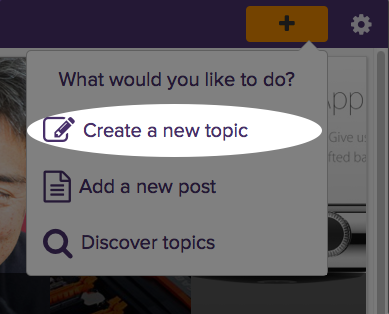 What would you like to do?
App
Create a new topic
Give us
fted ba
Add a new post
Discover topics